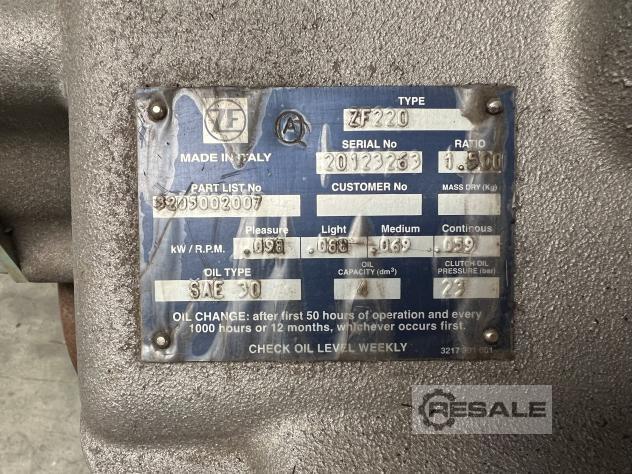 ZF
A
TYPE
ZF220
MADE IN ITALY
SERIAL No
20123263
RATIO
1.500
PART LIST No
3205002007
CUSTOMER No
MASS DRY (Kg)
Pleasure Light Medium Continous
kW / R.P.M. .098 .088 .069 .059
OIL TYPE
SAE 30
OIL CAPACITY (dm³)
4
CLUTCH OIL PRESSURE (bar)
23
OIL CHANGE: after first 50 hours of operation and every
1000 hours or 12 months, whichever occurs first.
CHECK OIL LEVEL WEEKLY
RESALE